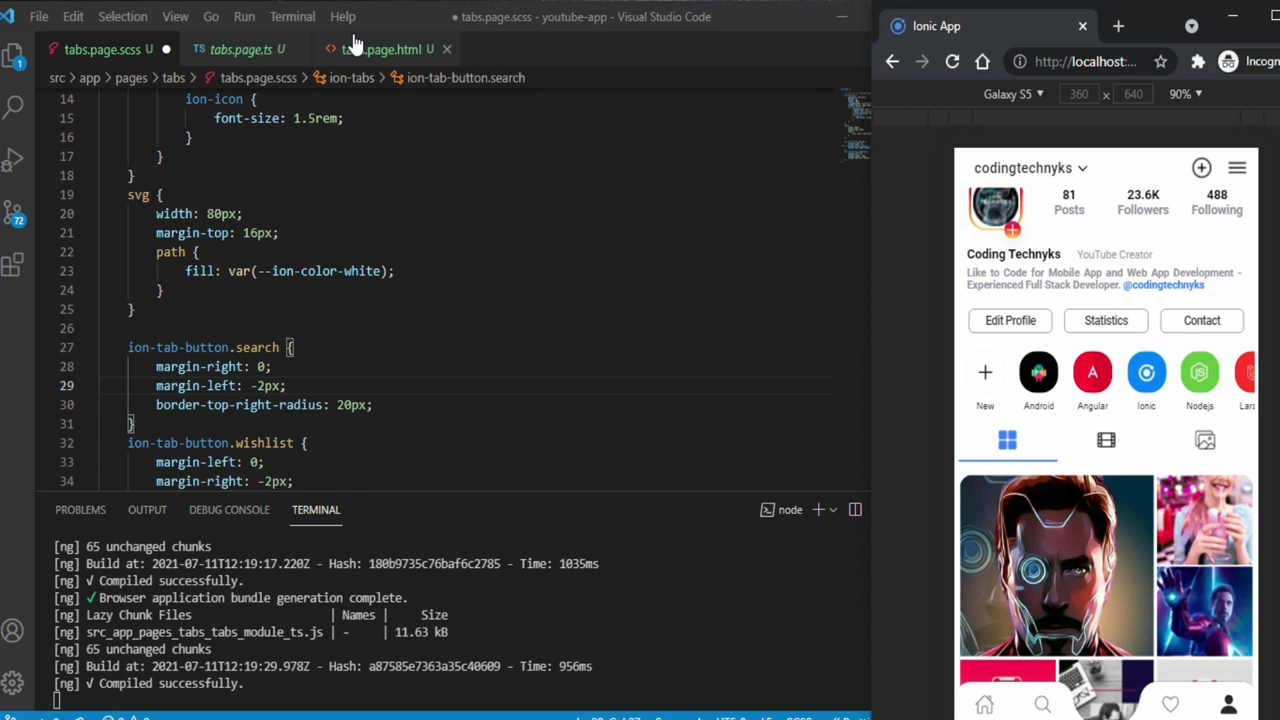 File Edit Selection View Go Run Terminal Help
● tabs.page.scss - youtube-app - Visual Studio Code
tabs.page.scss U ●
TS tabs.page.ts U
<> tabs.page.html U ×
src > app > pages > tabs > tabs.page.scss > ion-tabs > ion-tab-button.search
14 ion-icon {
15 font-size: 1.5rem;
16 }
17 }
18 }
19 svg {
20 width: 80px;
21 margin-top: 16px;
22 path {
23 fill: var(--ion-color-white);
24 }
25 }
26
27 ion-tab-button.search {
28 margin-right: 0;
29 margin-left: -2px;
30 border-top-right-radius: 20px;
31 }
32 ion-tab-button.wishlist {
33 margin-left: 0;
34 margin-right: -2px;
1
72
PROBLEMS OUTPUT DEBUG CONSOLE TERMINAL
node
[ng] 65 unchanged chunks
[ng] Build at: 2021-07-11T12:19:17.220Z - Hash: 180b9735c76baf6c2785 - Time: 1035ms
[ng] √ Compiled successfully.
[ng] ✓Browser application bundle generation complete.
[ng] Lazy Chunk Files | Names | Size
[ng] src_app_pages_tabs_tabs_module_ts.js | - | 11.63 kB
[ng] 65 unchanged chunks
[ng] Build at: 2021-07-11T12:19:29.978Z - Hash: a87585e7363a35c40609 - Time: 956ms
[ng] √ Compiled successfully.
Ionic App
http://localhost:...
Incogn
Galaxy S5 ▼ 360 × 640 90% ▼
codingtechnyks
81 23.6K 488
Posts Followers Following
Coding Technyks YouTube Creator
Like to Code for Mobile App and Web App Development -
Experienced Full Stack Developer. @codingtechnyks
Edit Profile Statistics Contact
A
New Android Angular Ionic Nodejs Lara